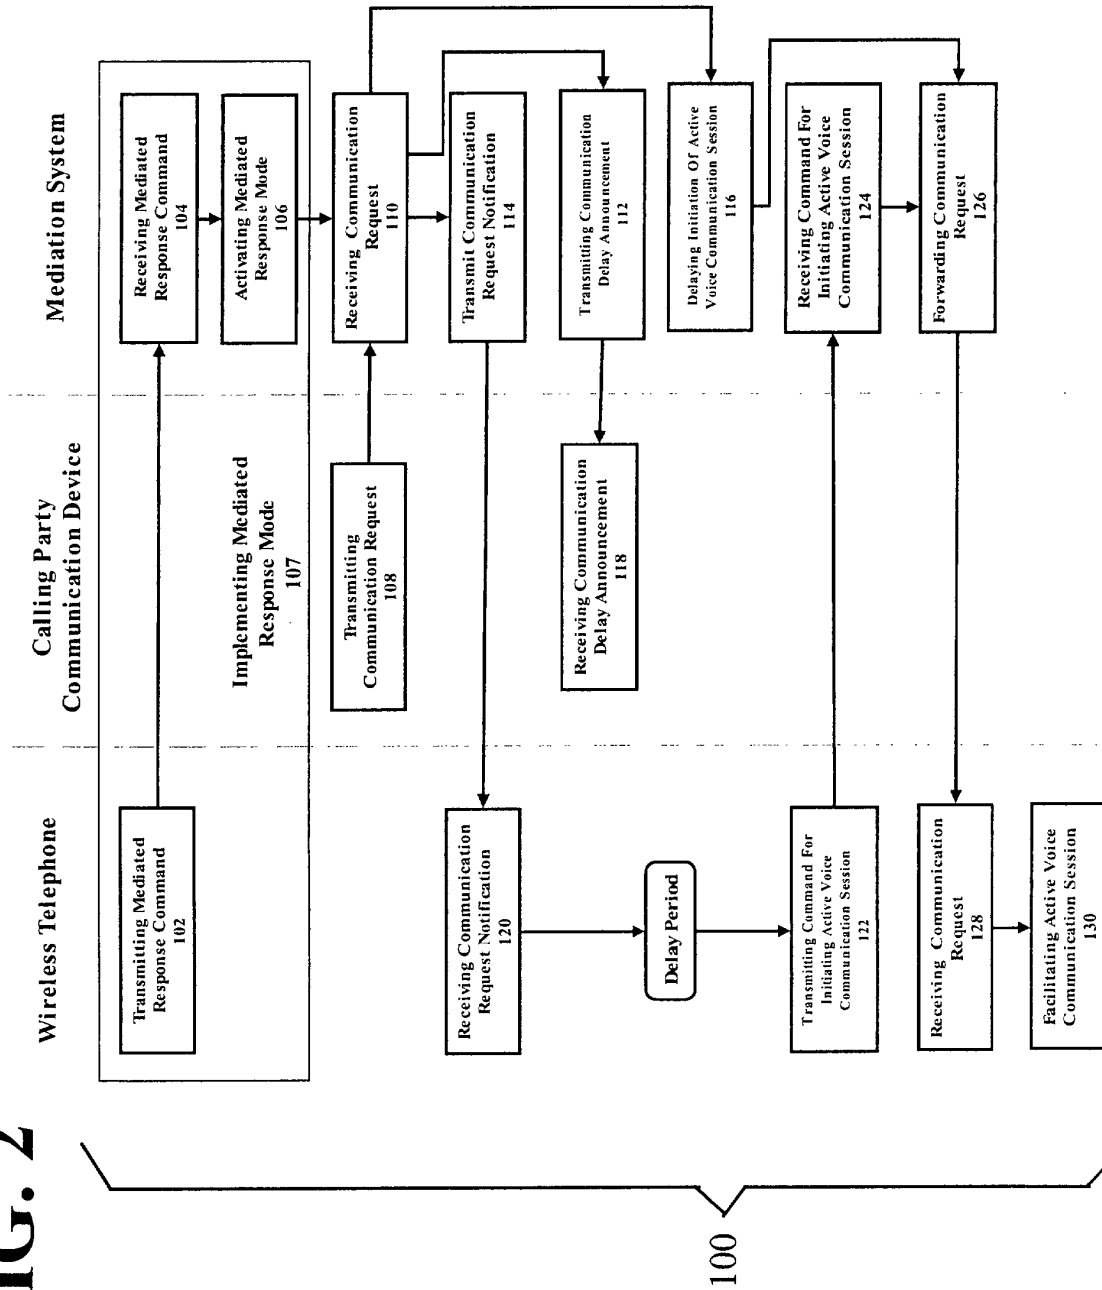 IG. 2
Wireless Telephone
Calling Party
Communication Device
Mediation System
Transmitting Mediated
Response Command
102
Receiving Mediated
Response Command
104
Activating Mediated
Response Mode
106
Implementing Mediated
Response Mode
107
Transmitting
Communication Request
108
Receiving Communication
Request
110
Transmit Communication
Request Notification
114
Receiving Communication
Request Notification
120
Transmitting Communication
Delay Announcement
112
Receiving Communication
Delay Announcement
118
Delay Period
Delaying Initiation Of Active
Voice Communication Session
116
Transmitting Command For
Initiating Active Voice
Communication Session
122
Receiving Command For
Initiating Active Voice
Communication Session
124
Forwarding Communication
Request
126
Receiving Communication
Request
128
Facilitating Active Voice
Communication Session
130
100